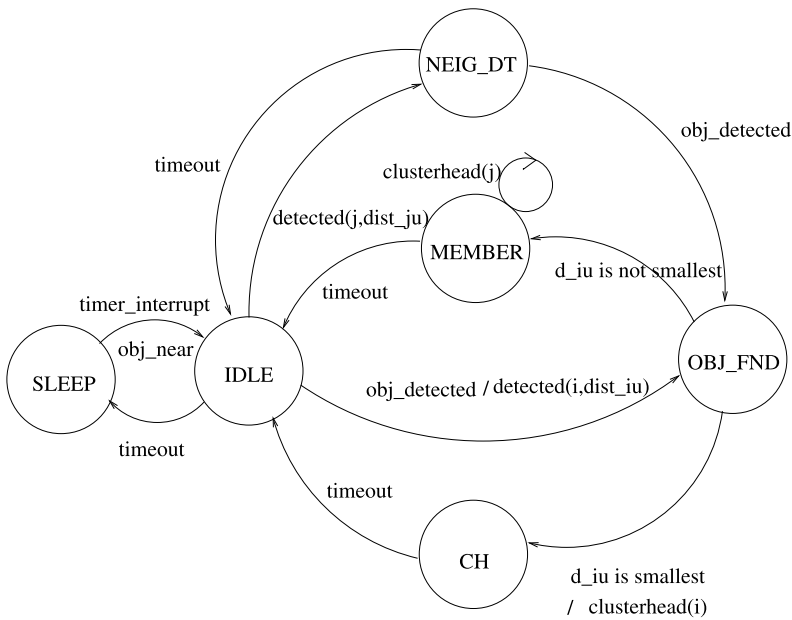 NEIG_DT
obj_detected
timeout
clusterhead(j)
detected(j,dist_ju)
MEMBER
d_iu is not smallest
timeout
timer_interrupt
obj_near
SLEEP
IDLE
OBJ_FND
obj_detected / detected(i,dist_iu)
timeout
timeout
CH
d_iu is smallest
/ clusterhead(i)